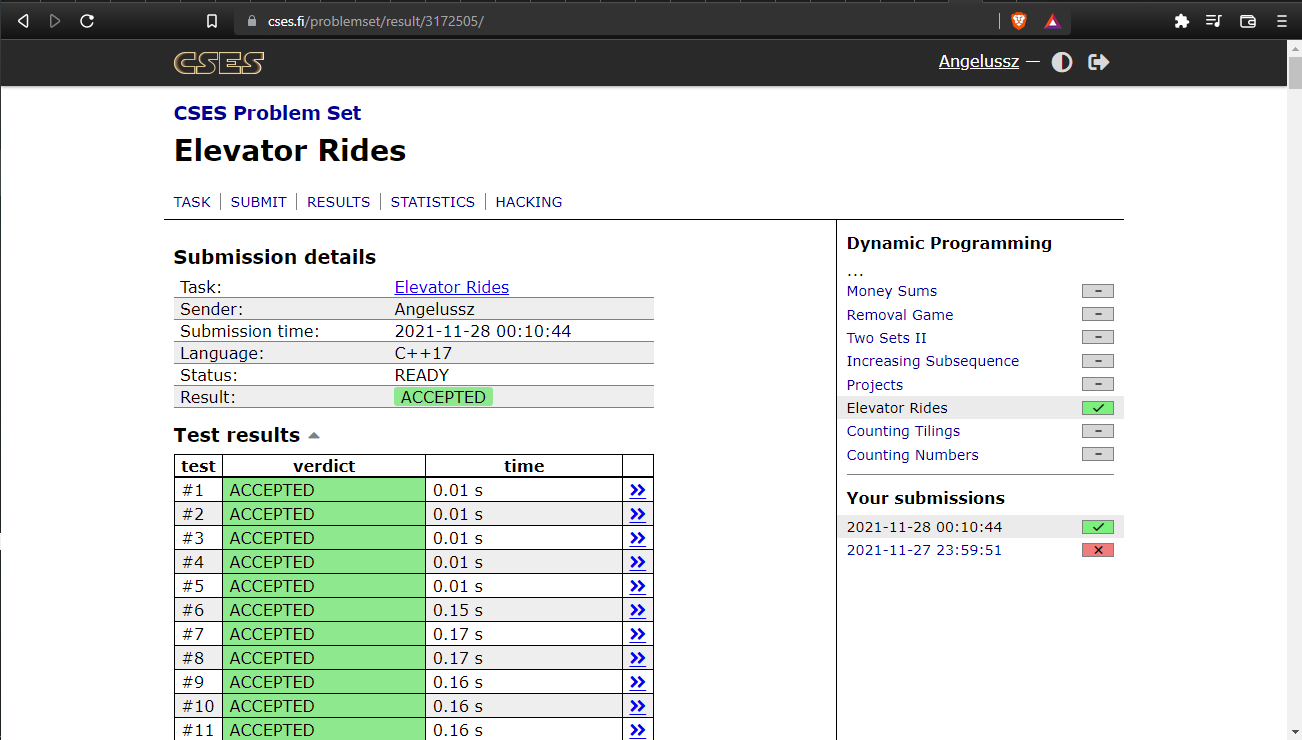 cses.fi/problemset/result/3172505/
CSES
Angelussz —
CSES Problem Set
Elevator Rides
TASK | SUBMIT | RESULTS | STATISTICS | HACKING
Submission details
Task: Elevator Rides
Sender: Angelussz
Submission time: 2021-11-28 00:10:44
Language: C++17
Status: READY
Result: ACCEPTED
Test results
test verdict time
#1 ACCEPTED 0.01 s »
#2 ACCEPTED 0.01 s »
#3 ACCEPTED 0.01 s »
#4 ACCEPTED 0.01 s »
#5 ACCEPTED 0.01 s »
#6 ACCEPTED 0.15 s »
#7 ACCEPTED 0.17 s »
#8 ACCEPTED 0.17 s »
#9 ACCEPTED 0.16 s »
#10 ACCEPTED 0.16 s »
#11 ACCEPTED 0.16 s »
Dynamic Programming
...
Money Sums –
Removal Game –
Two Sets II –
Increasing Subsequence –
Projects –
Elevator Rides
Counting Tilings –
Counting Numbers –
Your submissions
2021-11-28 00:10:44
2021-11-27 23:59:51